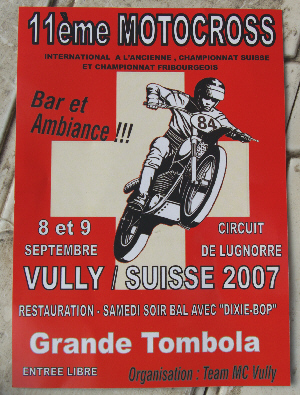 11ème MOTOCROSS
INTERNATIONAL A L'ANCIENNE, CHAMPIONNAT SUISSE
ET CHAMPIONNAT FRIBOURGEOIS
Bar et
Ambiance !!!
84
8 et 9
SEPTEMBRE
CIRCUIT
DE LUGNORRE
VULLY / SUISSE 2007
RESTAURATION - SAMEDI SOIR BAL AVEC "DIXIE-BOP"
Grande Tombola
ENTREE LIBRE
Organisation : Team MC Vully